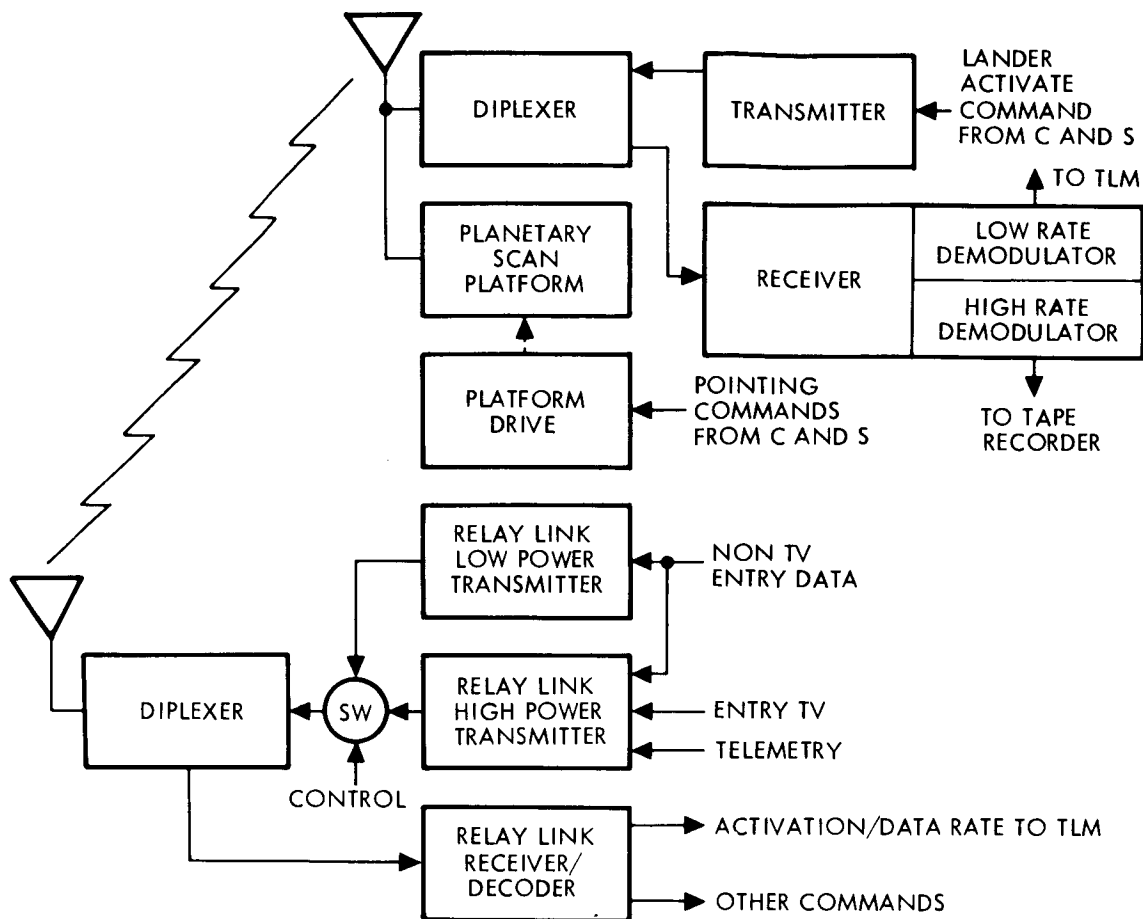 DIPLEXER
TRANSMITTER
LANDER
ACTIVATE
COMMAND
FROM C AND S
TO TLM
PLANETARY
SCAN
PLATFORM
RECEIVER
LOW RATE
DEMODULATOR
HIGH RATE
DEMODULATOR
PLATFORM
DRIVE
POINTING
COMMANDS
FROM C AND S
TO TAPE
RECORDER
RELAY LINK
LOW POWER
TRANSMITTER
NON TV
ENTRY DATA
DIPLEXER
SW
RELAY LINK
HIGH POWER
TRANSMITTER
ENTRY TV
TELEMETRY
CONTROL
RELAY LINK
RECEIVER/
DECODER
ACTIVATION/DATA RATE TO TLM
OTHER COMMANDS